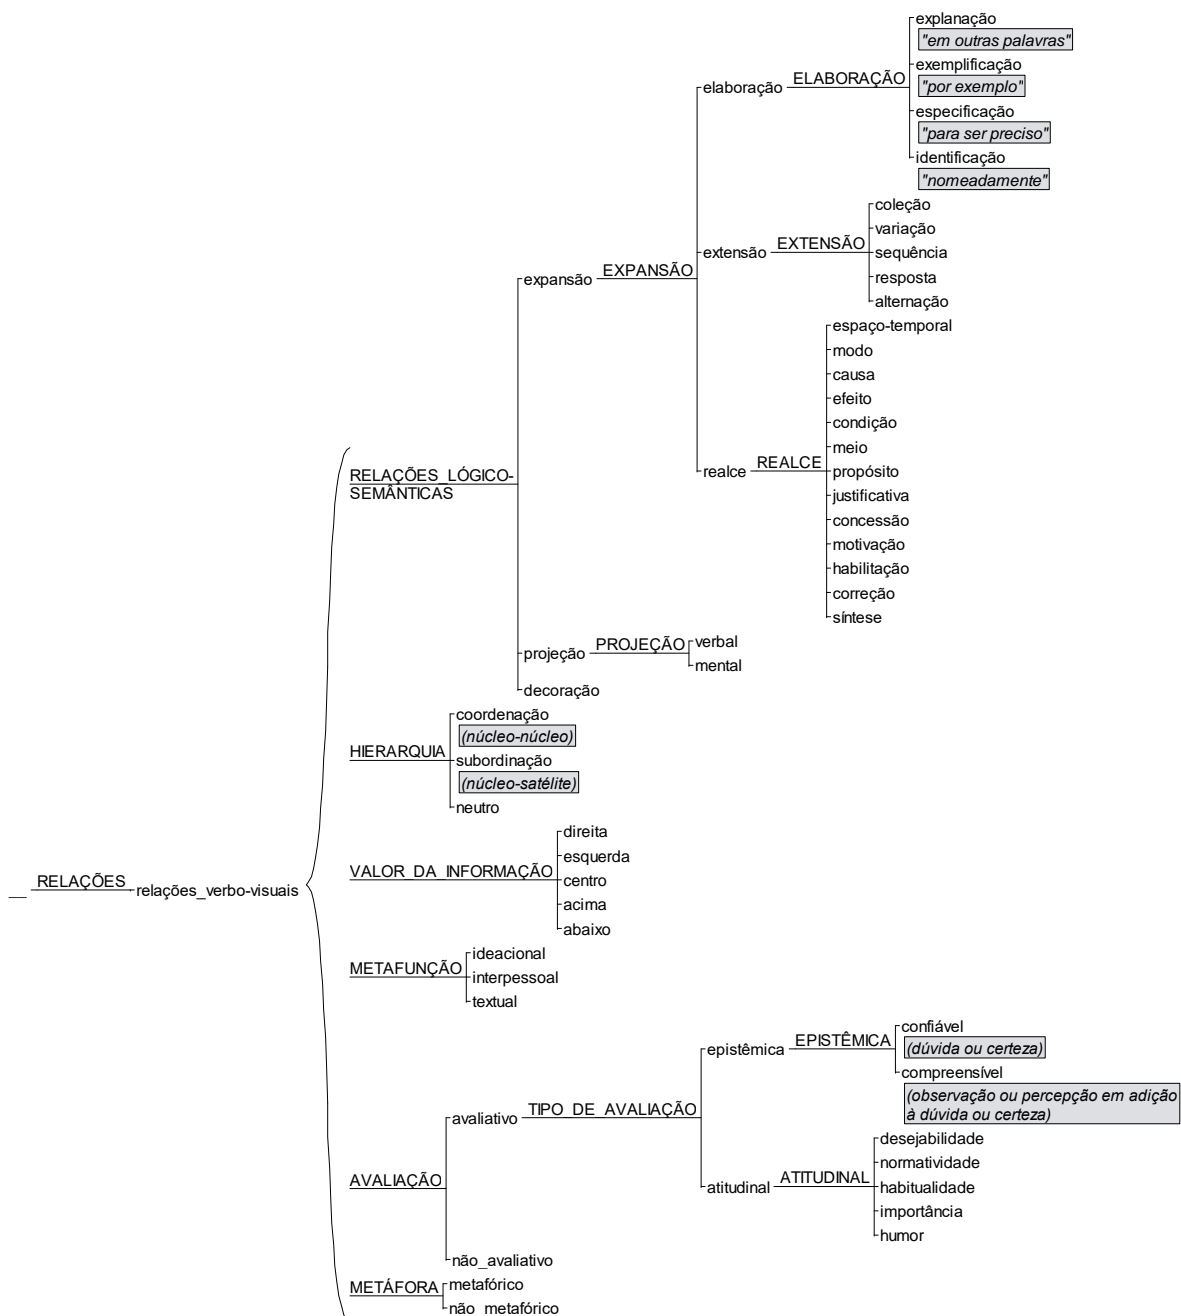 explanação
"em outras palavras"
exemplificação
"por exemplo"
especificação
"para ser preciso"
identificação
"nomeadamente"
elaboração ELABORAÇÃO
coleção
variação
sequência
resposta
alternação
extensão EXTENSÃO
expansão EXPANSÃO
espaço-temporal
modo
causa
efeito
condição
meio
propósito
justificativa
concessão
motivação
habilitação
correção
síntese
realce REALCE
RELAÇÕES_LÓGICO-
SEMÂNTICAS
projeção PROJEÇÃO
verbal
mental
decoração
HIERARQUIA
coordenação
(núcleo-núcleo)
subordinação
(núcleo-satélite)
neutro
VALOR_DA_INFORMAÇÃO
direita
esquerda
centro
acima
abaixo
RELAÇÕES relações_verbo-visuais
METAFUNÇÃO
ideacional
interpessoal
textual
AVALIAÇÃO
avaliativo TIPO_DE_AVALIAÇÃO
epistêmica EPISTÊMICA
confiável
(dúvida ou certeza)
compreensível
(observação ou percepção em adição
à dúvida ou certeza)
atitudinal ATITUDINAL
desejabilidade
normatividade
habitualidade
importância
humor
não_avaliativo
METÁFORA
metafórico
não_metafórico